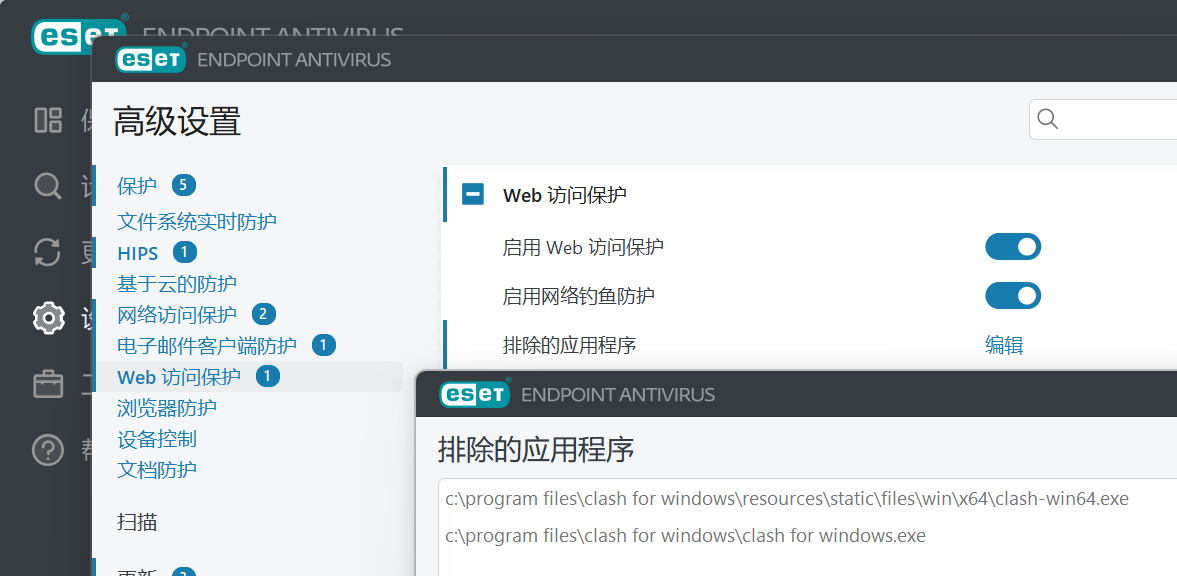 eset ENDPOINT ANTIVIRUS
eset ENDPOINT ANTIVIRUS
高级设置
保护 5
文件系统实时防护
HIPS 1
基于云的防护
网络访问保护 2
电子邮件客户端防护 1
Web 访问保护 1
浏览器防护
设备控制
文档防护
扫描
更新
Web 访问保护
启用 Web 访问保护
启用网络钓鱼防护
排除的应用程序 编辑
eset ENDPOINT ANTIVIRUS
排除的应用程序
c:\program files\clash for windows\resources\static\files\win\x64\clash-win64.exe
c:\program files\clash for windows\clash for windows.exe